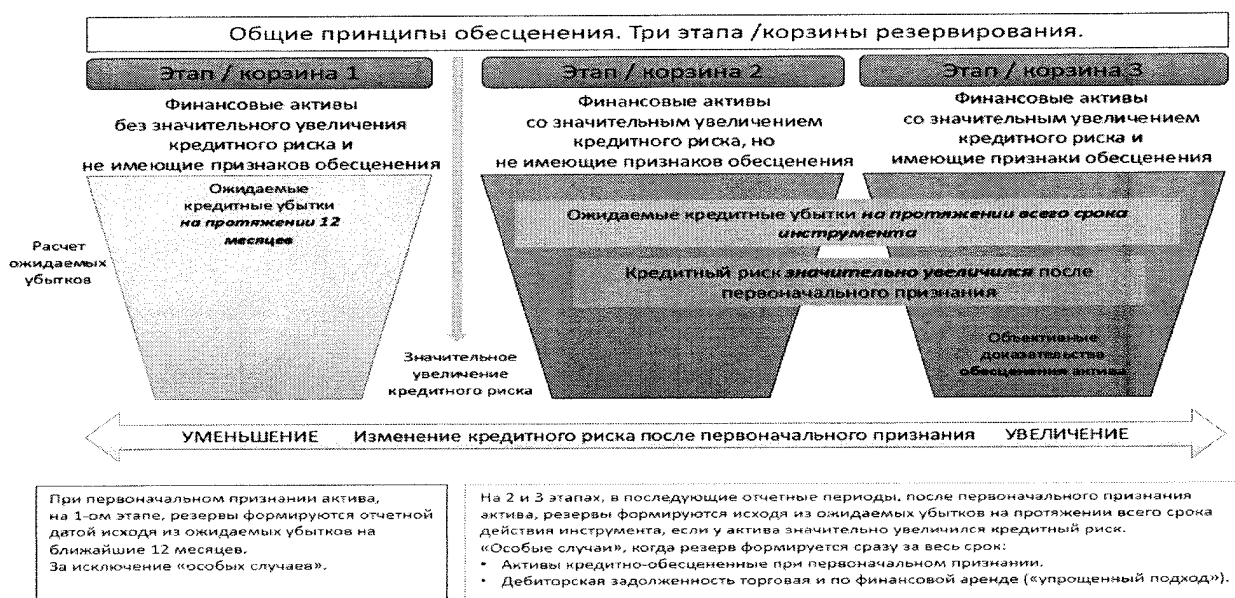 Общие принципы обесценения. Три этапа /корзины резервирования.
Этап / корзина 1
Финансовые активы
без значительного увеличения
кредитного риска и
не имеющие признаков обесценения
Ожидаемые
кредитные убытки
на протяжении 12
месяцев
Расчет
ожидаемых
убытков
Значительное
увеличение
кредитного риска
Этап / корзина 2
Финансовые активы
со значительным увеличением
кредитного риска, но
не имеющие признаков обесценения
Этап / корзина 3
Финансовые активы
со значительным увеличением
кредитного риска и
имеющие признаки обесценения
Ожидаемые кредитные убытки на протяжении всего срока
инструмента
Кредитный риск значительно увеличился после
первоначального признания
Объективные
доказательства
обесценения актива
УМЕНЬШЕНИЕ Изменение кредитного риска после первоначального признания УВЕЛИЧЕНИЕ
При первоначальном признании актива,
на 1-ом этапе, резервы формируются отчетной
датой исходя из ожидаемых убытков на
ближайшие 12 месяцев.
За исключение «особых случаев».
На 2 и 3 этапах, в последующие отчетные периоды, после первоначального признания
актива, резервы формируются исходя из ожидаемых убытков на протяжении всего срока
действия инструмента, если у актива значительно увеличился кредитный риск.
«Особые случаи», когда резерв формируется сразу за весь срок:
• Активы кредитно-обесцененные при первоначальном признании.
• Дебиторская задолженность торговая и по финансовой аренде («упрощенный подход»).